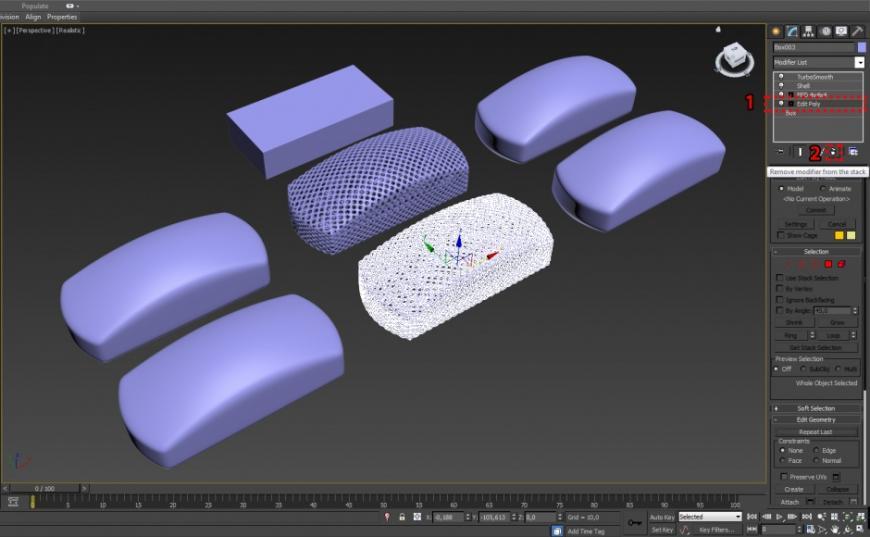 Populate
ivision Align Properties
[ + ] [Perspective ] [Realistic ]
Box003
Modifier List
TurboSmooth
Shell
FFD 4x4x4
1
Edit Poly
Box
2
Remove modifier from the stack
Model Animate
<No Current Operation>
Commit
Settings Cancel
Show Cage
Selection
Use Stack Selection
By Vertex
Ignore Backfacing
By Angle: 45,0
Shrink Grow
Ring Loop
Get Stack Selection
Preview Selection
Off SubObj Multi
Whole Object Selected
Soft Selection
Edit Geometry
Repeat Last
Constraints
None Edge
Face Normal
Preserve UVs
Create Collapse
Attach Detach
0 / 100
5 10 15 20 25 30 35 40 45 50 55 60 65 70 75 80 85 90 95 100
X: -0,188 Y: -103,613 Z: 0,0 Grid = 10,0
Auto Key Selected
Add Time Tag
Set Key Key Filters...
0